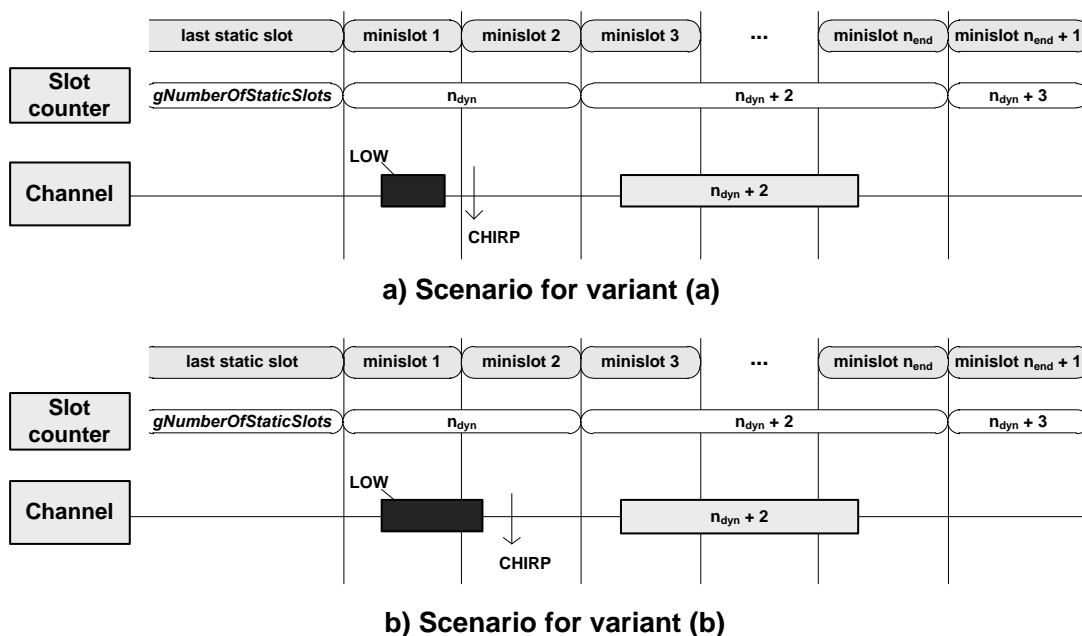 last static slot minislot 1 minislot 2 minislot 3 ... minislot nend minislot nend + 1
Slot
counter
gNumberOfStaticSlots ndyn ndyn + 2 ndyn + 3
LOW
Channel
ndyn + 2
CHIRP
a) Scenario for variant (a)
last static slot minislot 1 minislot 2 minislot 3 ... minislot nend minislot nend + 1
Slot
counter
gNumberOfStaticSlots ndyn ndyn + 2 ndyn + 3
LOW
Channel
ndyn + 2
CHIRP
b) Scenario for variant (b)